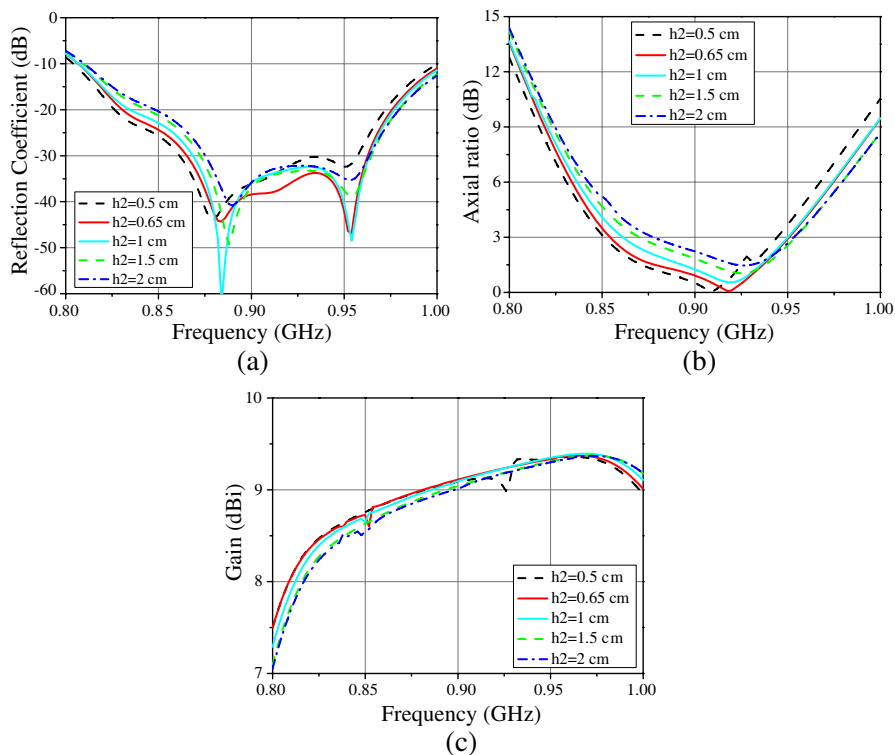 0
-10
-20
-30
-40
-50
-60
0.80
0.85
0.90
0.95
1.00
Reflection Coefficient (dB)
Frequency (GHz)
h2=0.5 cm
h2=0.65 cm
h2=1 cm
h2=1.5 cm
h2=2 cm
(a)
15
12
9
6
3
0
0.80
0.85
0.90
0.95
1.00
Axial ratio (dB)
Frequency (GHz)
h2=0.5 cm
h2=0.65 cm
h2=1 cm
h2=1.5 cm
h2=2 cm
(b)
10
9
8
7
0.80
0.85
0.90
0.95
1.00
Gain (dBi)
Frequency (GHz)
h2=0.5 cm
h2=0.65 cm
h2=1 cm
h2=1.5 cm
h2=2 cm
(c)